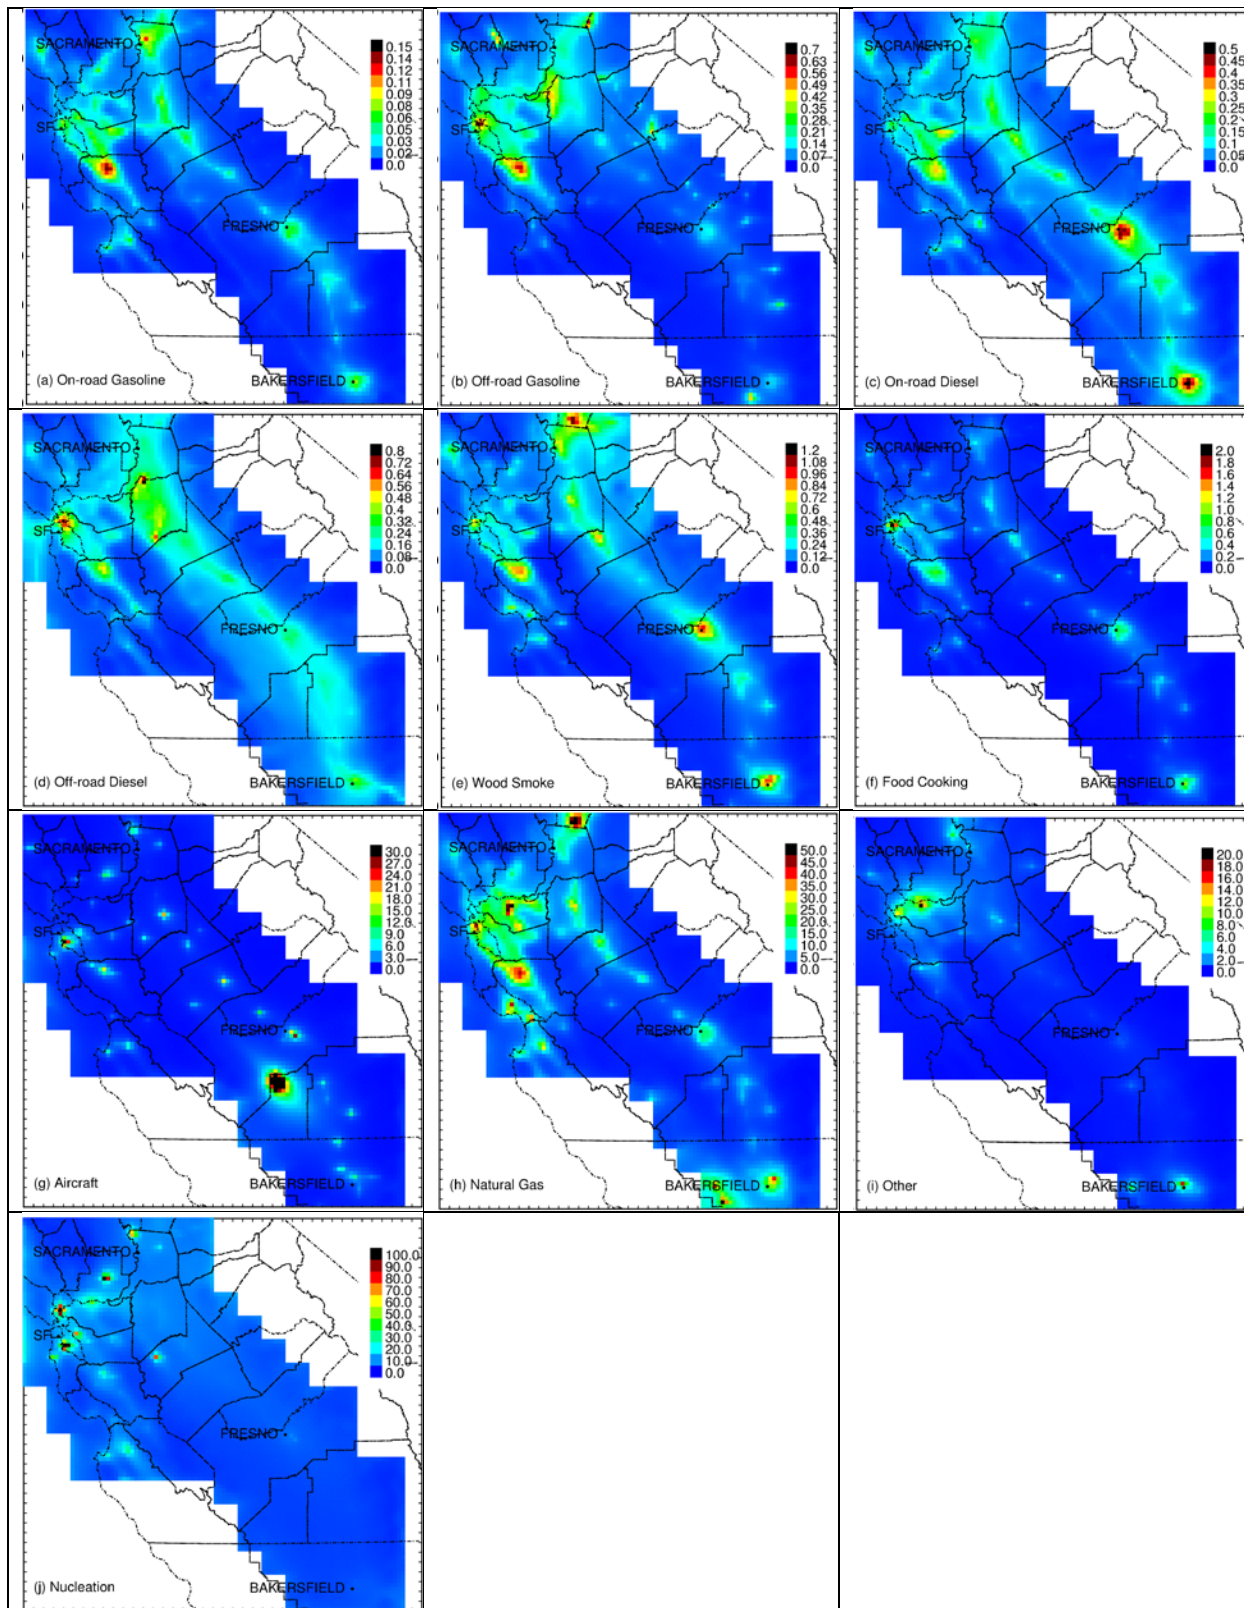 SACRAMENTO
SF
FRESNO
BAKERSFIELD
(a) On-road Gasoline
0.15
0.14
0.12
0.11
0.09
0.08
0.06
0.05
0.03
0.02
0.0
SACRAMENTO
SF
FRESNO
BAKERSFIELD
(b) Off-road Gasoline
0.7
0.63
0.56
0.49
0.42
0.35
0.28
0.21
0.14
0.07
0.0
SACRAMENTO
SF
FRESNO
BAKERSFIELD
(c) On-road Diesel
0.5
0.45
0.4
0.35
0.3
0.25
0.2
0.15
0.1
0.05
0.0
SACRAMENTO
SF
FRESNO
BAKERSFIELD
(d) Off-road Diesel
0.8
0.72
0.64
0.56
0.48
0.4
0.32
0.24
0.16
0.08
0.0
SACRAMENTO
SF
FRESNO
BAKERSFIELD
(e) Wood Smoke
1.2
1.08
0.96
0.84
0.72
0.6
0.48
0.36
0.24
0.12
0.0
SACRAMENTO
SF
FRESNO
BAKERSFIELD
(f) Food Cooking
2.0
1.8
1.6
1.4
1.2
1.0
0.8
0.6
0.4
0.2
0.0
SACRAMENTO
SF
FRESNO
BAKERSFIELD
(g) Aircraft
30.0
27.0
24.0
21.0
18.0
15.0
12.0
9.0
6.0
3.0
0.0
SACRAMENTO
SF
FRESNO
BAKERSFIELD
(h) Natural Gas
50.0
45.0
40.0
35.0
30.0
25.0
20.0
15.0
10.0
5.0
0.0
SACRAMENTO
SF
FRESNO
BAKERSFIELD
(i) Other
20.0
18.0
16.0
14.0
12.0
10.0
8.0
6.0
4.0
2.0
0.0
SACRAMENTO
SF
FRESNO
BAKERSFIELD
(j) Nucleation
100.0
90.0
80.0
70.0
60.0
50.0
40.0
30.0
20.0
10.0
0.0